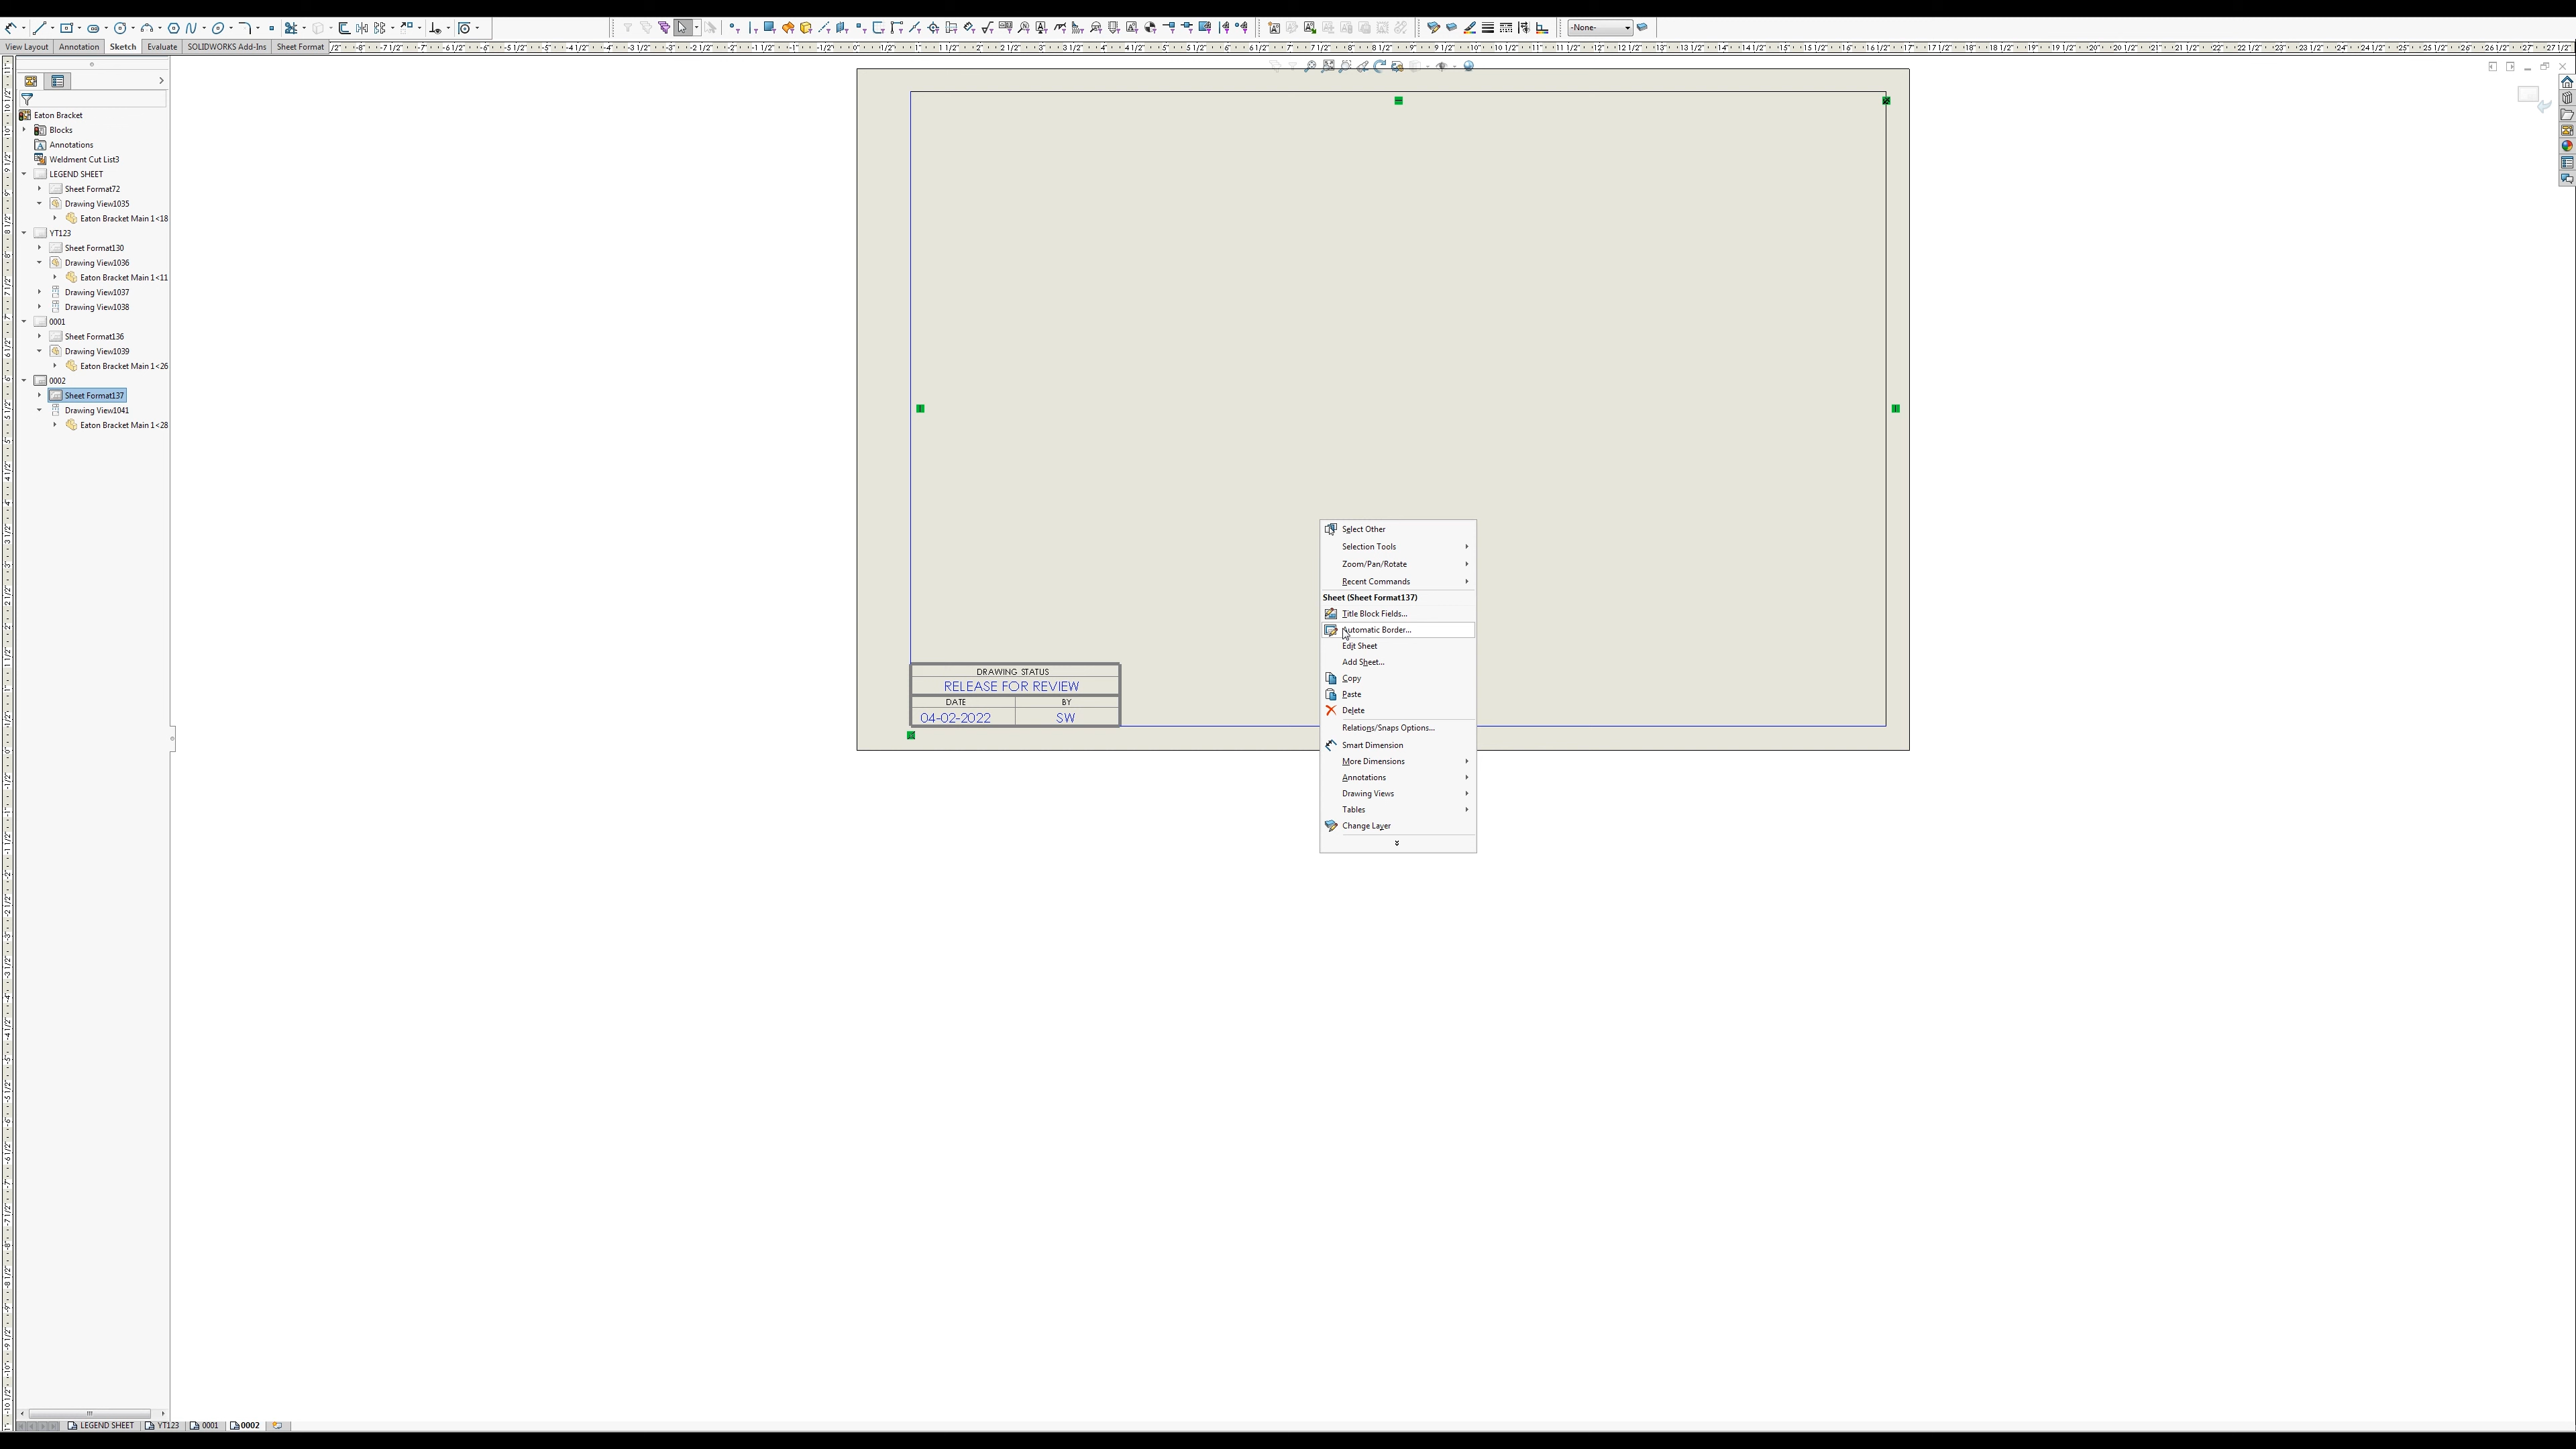 View Layout Annotation Sketch Evaluate SOLIDWORKS Add-Ins Sheet Format
-None-
Eaton Bracket
Blocks
Annotations
Weldment Cut List3
LEGEND SHEET
Sheet Format72
Drawing View1035
Eaton Bracket Main 1<18
YT123
Sheet Format130
Drawing View1036
Eaton Bracket Main 1<11
Drawing View1037
Drawing View1038
0001
Sheet Format136
Drawing View1039
Eaton Bracket Main 1<26
0002
Sheet Format137
Drawing View1041
Eaton Bracket Main 1<28
Select Other
Selection Tools
Zoom/Pan/Rotate
Recent Commands
Sheet (Sheet Format137)
Title Block Fields...
Automatic Border...
Edit Sheet
Add Sheet...
Copy
Paste
Delete
Relations/Snaps Options...
Smart Dimension
More Dimensions
Annotations
Drawing Views
Tables
Change Layer
DRAWING STATUS
RELEASE FOR REVIEW
DATE BY
04-02-2022 SW
LEGEND SHEET YT123 0001 0002